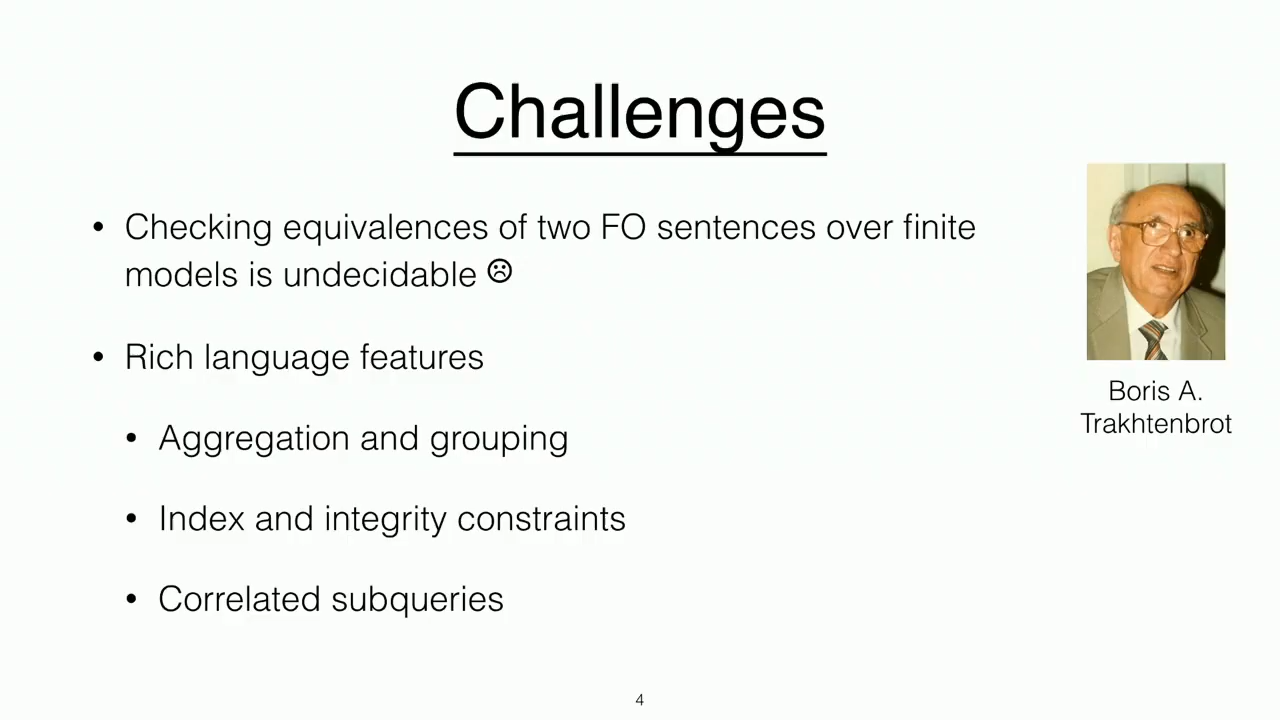 Challenges
• Checking equivalences of two FO sentences over finite
models is undecidable ☹
• Rich language features
• Aggregation and grouping
• Index and integrity constraints
• Correlated subqueries
Boris A.
Trakhtenbrot
4